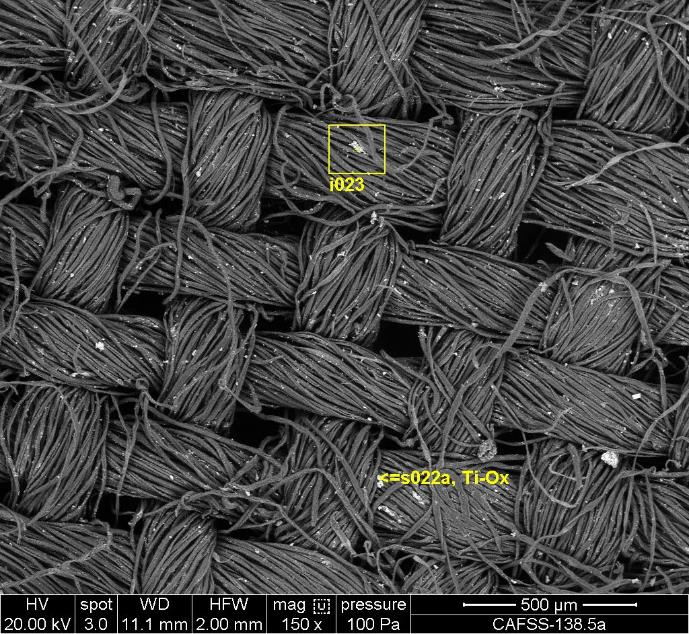 i023
<=s022a, Ti-Ox
HV spot WD HFW mag pressure 500 µm
20.00 kV 3.0 11.1 mm 2.00 mm 150 x 100 Pa CAFSS-138.5a